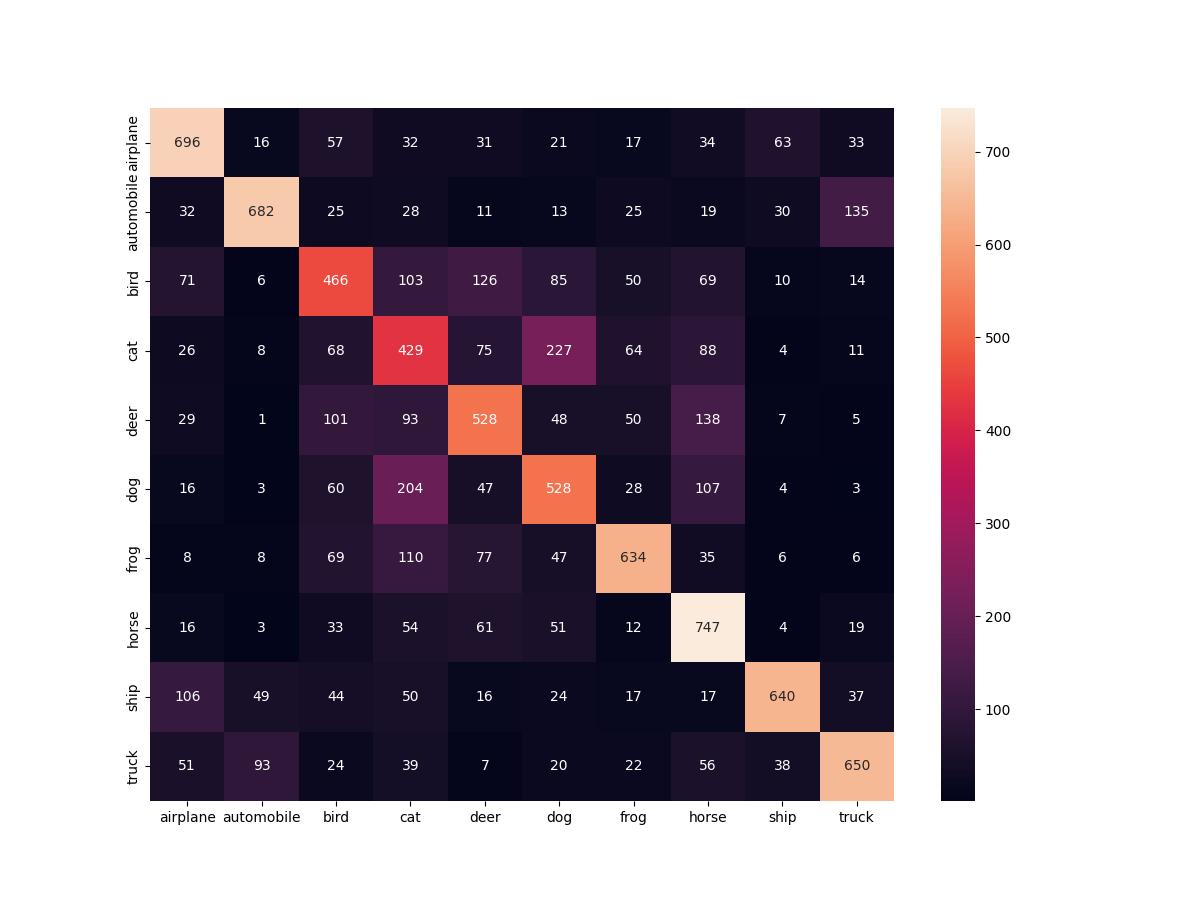 airplane 696 16 57 32 31 21 17 34 63 33
automobile 32 682 25 28 11 13 25 19 30 135
bird 71 6 466 103 126 85 50 69 10 14
cat 26 8 68 429 75 227 64 88 4 11
deer 29 1 101 93 528 48 50 138 7 5
dog 16 3 60 204 47 528 28 107 4 3
frog 8 8 69 110 77 47 634 35 6 6
horse 16 3 33 54 61 51 12 747 4 19
ship 106 49 44 50 16 24 17 17 640 37
truck 51 93 24 39 7 20 22 56 38 650
airplane automobile bird cat deer dog frog horse ship truck
700
600
500
400
300
200
100